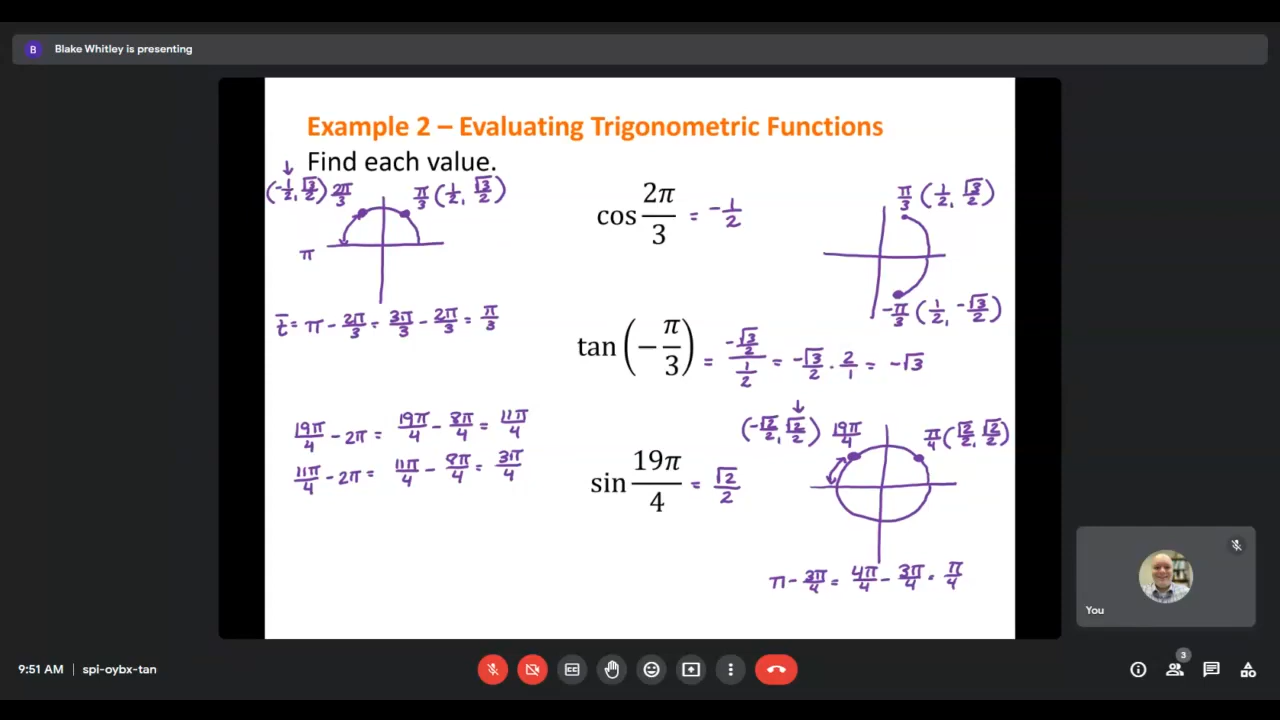 B Blake Whitley is presenting
Example 2 – Evaluating Trigonometric Functions
Find each value.
↓
(-1/2, √3/2) 2π/3
π/3 (1/2, √3/2)
π
t̄ = π - 2π/3 = 3π/3 - 2π/3 = π/3
cos 2π/3 = -1/2
π/3 (1/2, √3/2)
-π/3 (1/2, -√3/2)
tan(−π/3) = (-√3/2)/(1/2) = -√3/2 · 2/1 = -√3
19π/4 - 2π = 19π/4 - 8π/4 = 11π/4
11π/4 - 2π = 11π/4 - 8π/4 = 3π/4
sin 19π/4 = √2/2
↓
(-√2/2, √2/2) 19π/4
π/4 (√2/2, √2/2)
π - 3π/4 = 4π/4 - 3π/4 = π/4
You
9:51 AM | spi-oybx-tan
CC
3